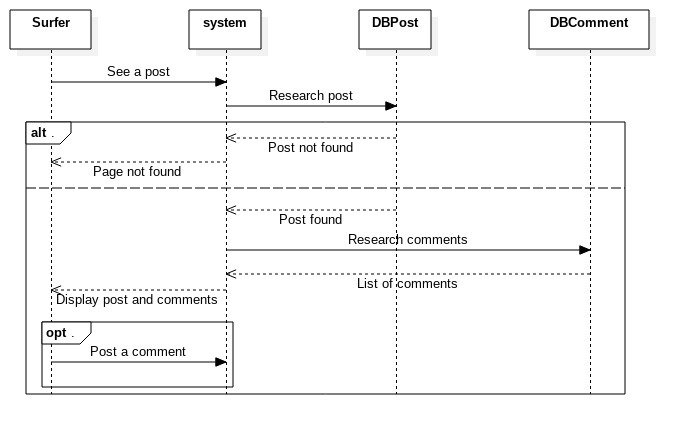 Surfer system DBPost DBComment
See a post
Research post
alt .
Post not found
Page not found
Post found
Research comments
List of comments
Display post and comments
opt .
Post a comment